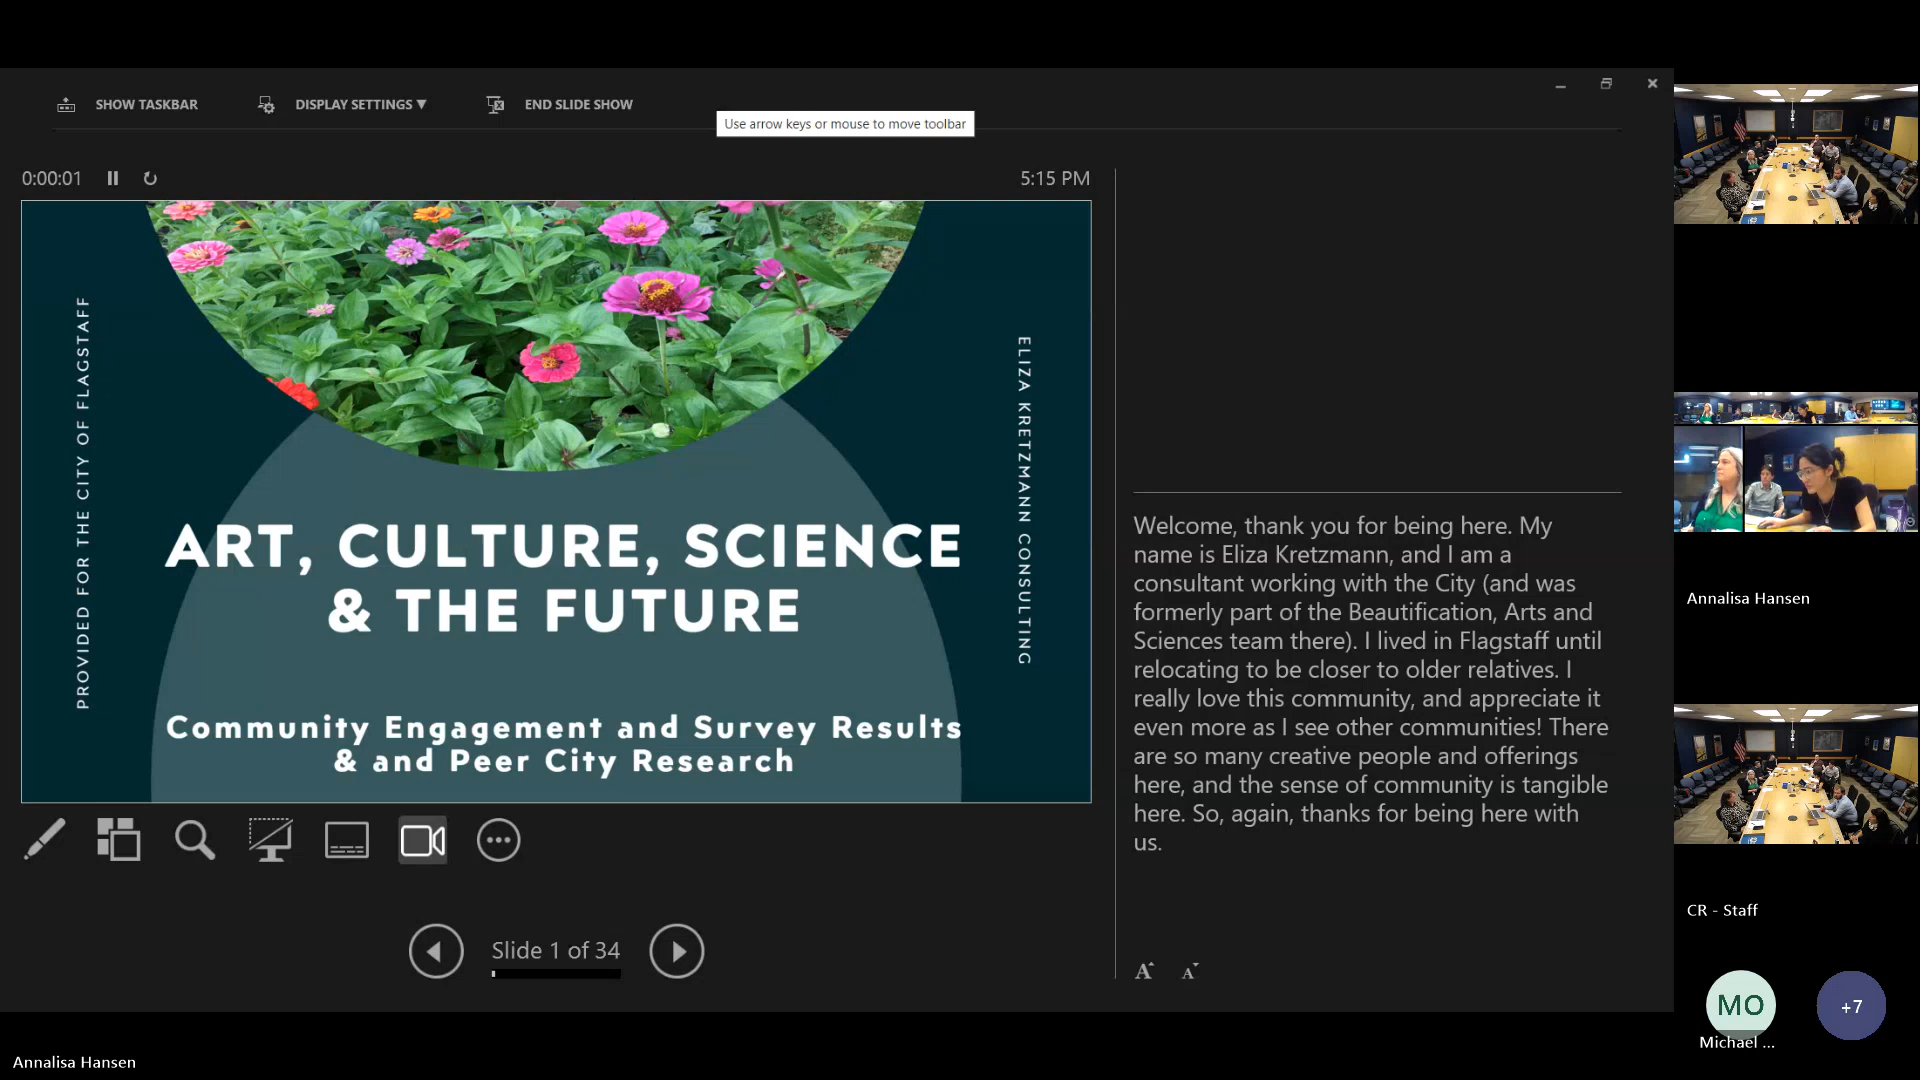 SHOW TASKBAR
DISPLAY SETTINGS ▼
END SLIDE SHOW
Use arrow keys or mouse to move toolbar
0:00:01
5:15 PM
PROVIDED FOR THE CITY OF FLAGSTAFF
ELIZA KRETZMANN CONSULTING
ART, CULTURE, SCIENCE
& THE FUTURE
Community Engagement and Survey Results
& and Peer City Research
Slide 1 of 34
Welcome, thank you for being here. My
name is Eliza Kretzmann, and I am a
consultant working with the City (and was
formerly part of the Beautification, Arts and
Sciences team there). I lived in Flagstaff until
relocating to be closer to older relatives. I
really love this community, and appreciate it
even more as I see other communities! There
are so many creative people and offerings
here, and the sense of community is tangible
here. So, again, thanks for being here with
us.
A A
Annalisa Hansen
CR - Staff
MO
+7
Michael ...
Annalisa Hansen